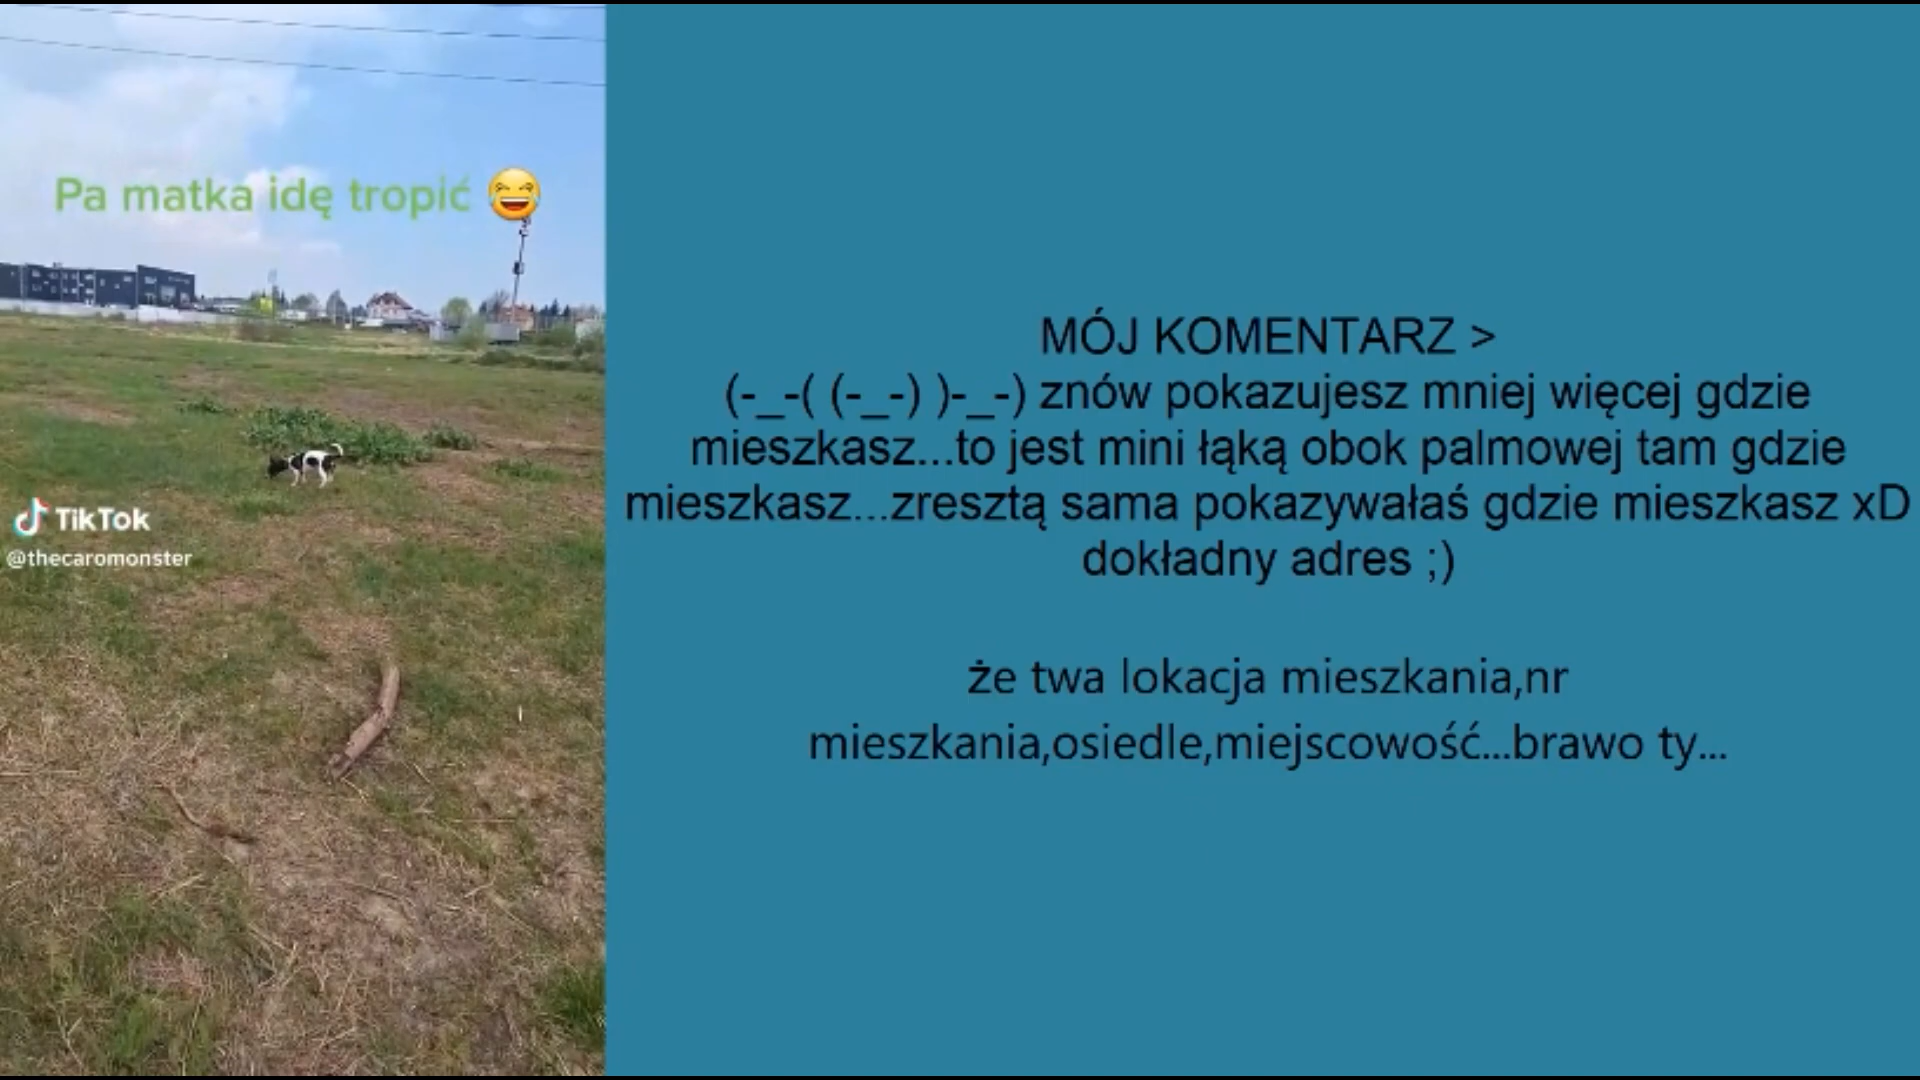 Pa matka idę tropić 😂
TikTok
@thecaromonster
MÓJ KOMENTARZ >
(-_-( (-_-) )-_-) znów pokazujesz mniej więcej gdzie
mieszkasz...to jest mini łąką obok palmowej tam gdzie
mieszkasz...zresztą sama pokazywałaś gdzie mieszkasz xD
dokładny adres ;)
że twa lokacja mieszkania,nr
mieszkania,osiedle,miejscowość...brawo ty...